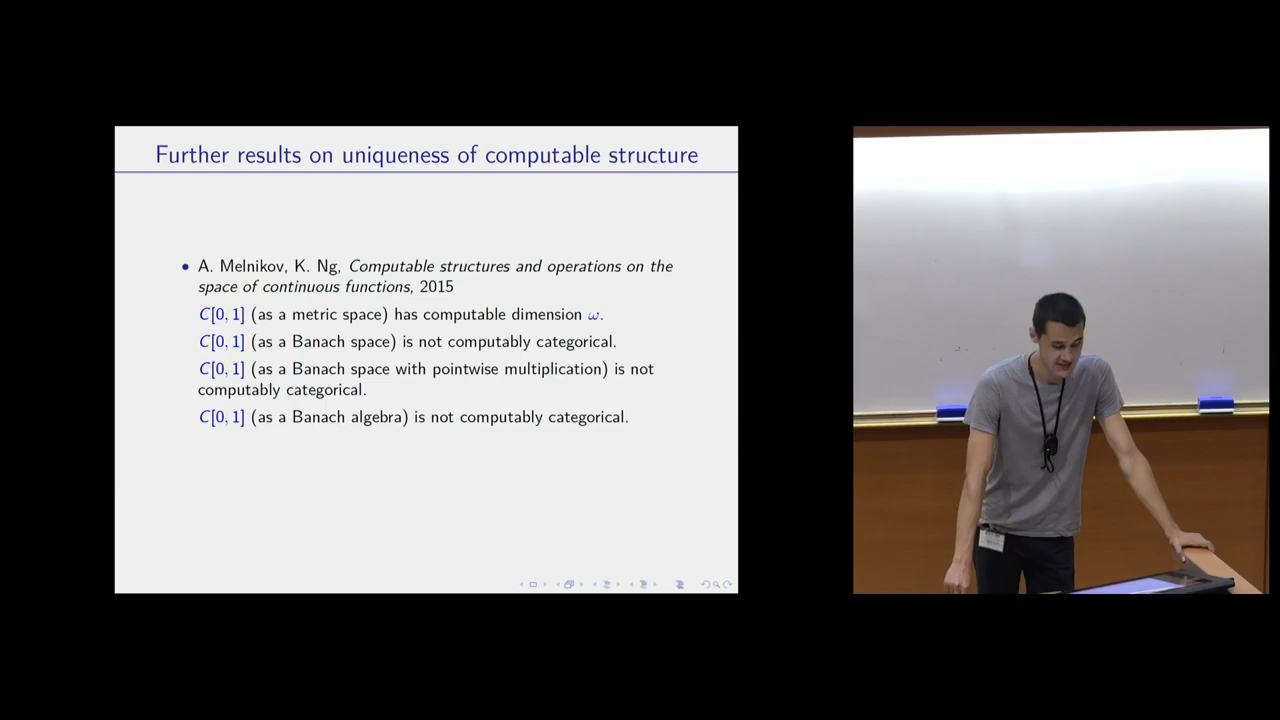 Further results on uniqueness of computable structure
• A. Melnikov, K. Ng, Computable structures and operations on the
space of continuous functions, 2015
C[0, 1] (as a metric space) has computable dimension ω.
C[0, 1] (as a Banach space) is not computably categorical.
C[0, 1] (as a Banach space with pointwise multiplication) is not
computably categorical.
C[0, 1] (as a Banach algebra) is not computably categorical.